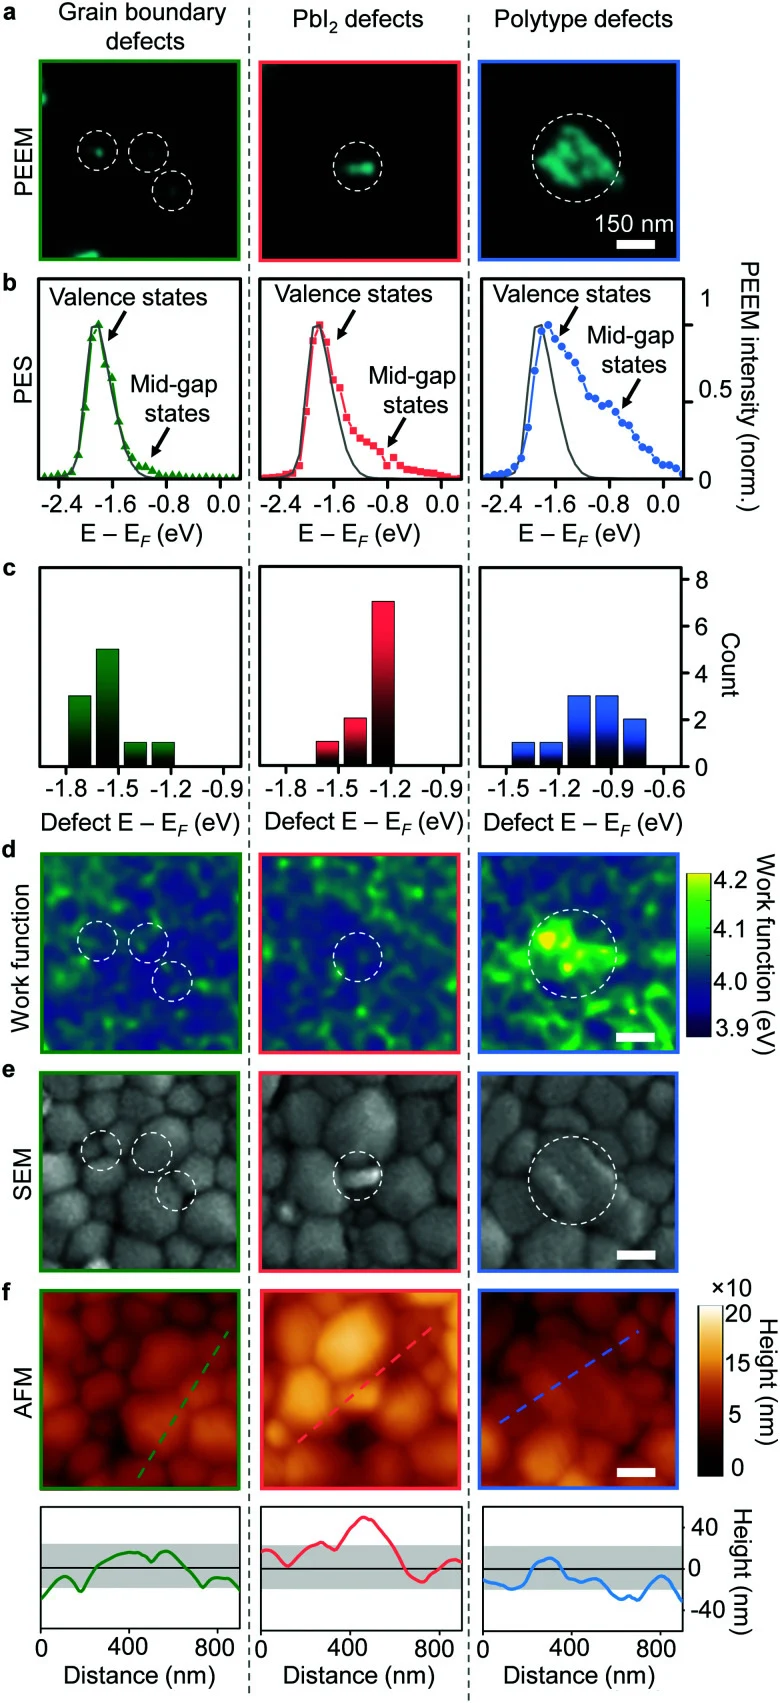 a
Grain boundary
defects
PbI2 defects
Polytype defects
PEEM
150 nm
b
Valence states
Mid-gap
states
Valence states
Mid-gap
states
Valence states
Mid-gap
states
PES
1
0.5
0
PEEM intensity (norm.)
-2.4 -1.6 -0.8 0.0
-2.4 -1.6 -0.8 0.0
-2.4 -1.6 -0.8 0.0
E – EF (eV)
E – EF (eV)
E – EF (eV)
c
8
6
4
2
0
Count
-1.8 -1.5 -1.2 -0.9
-1.8 -1.5 -1.2 -0.9
-1.5 -1.2 -0.9 -0.6
Defect E – EF (eV)
Defect E – EF (eV)
Defect E – EF (eV)
d
Work function
4.2
4.1
4.0
3.9
Work function (eV)
e
SEM
f
AFM
×10
20
15
5
0
Height (nm)
40
0
-40
Height (nm)
0 400 800
0 400 800
0 400 800
Distance (nm)
Distance (nm)
Distance (nm)